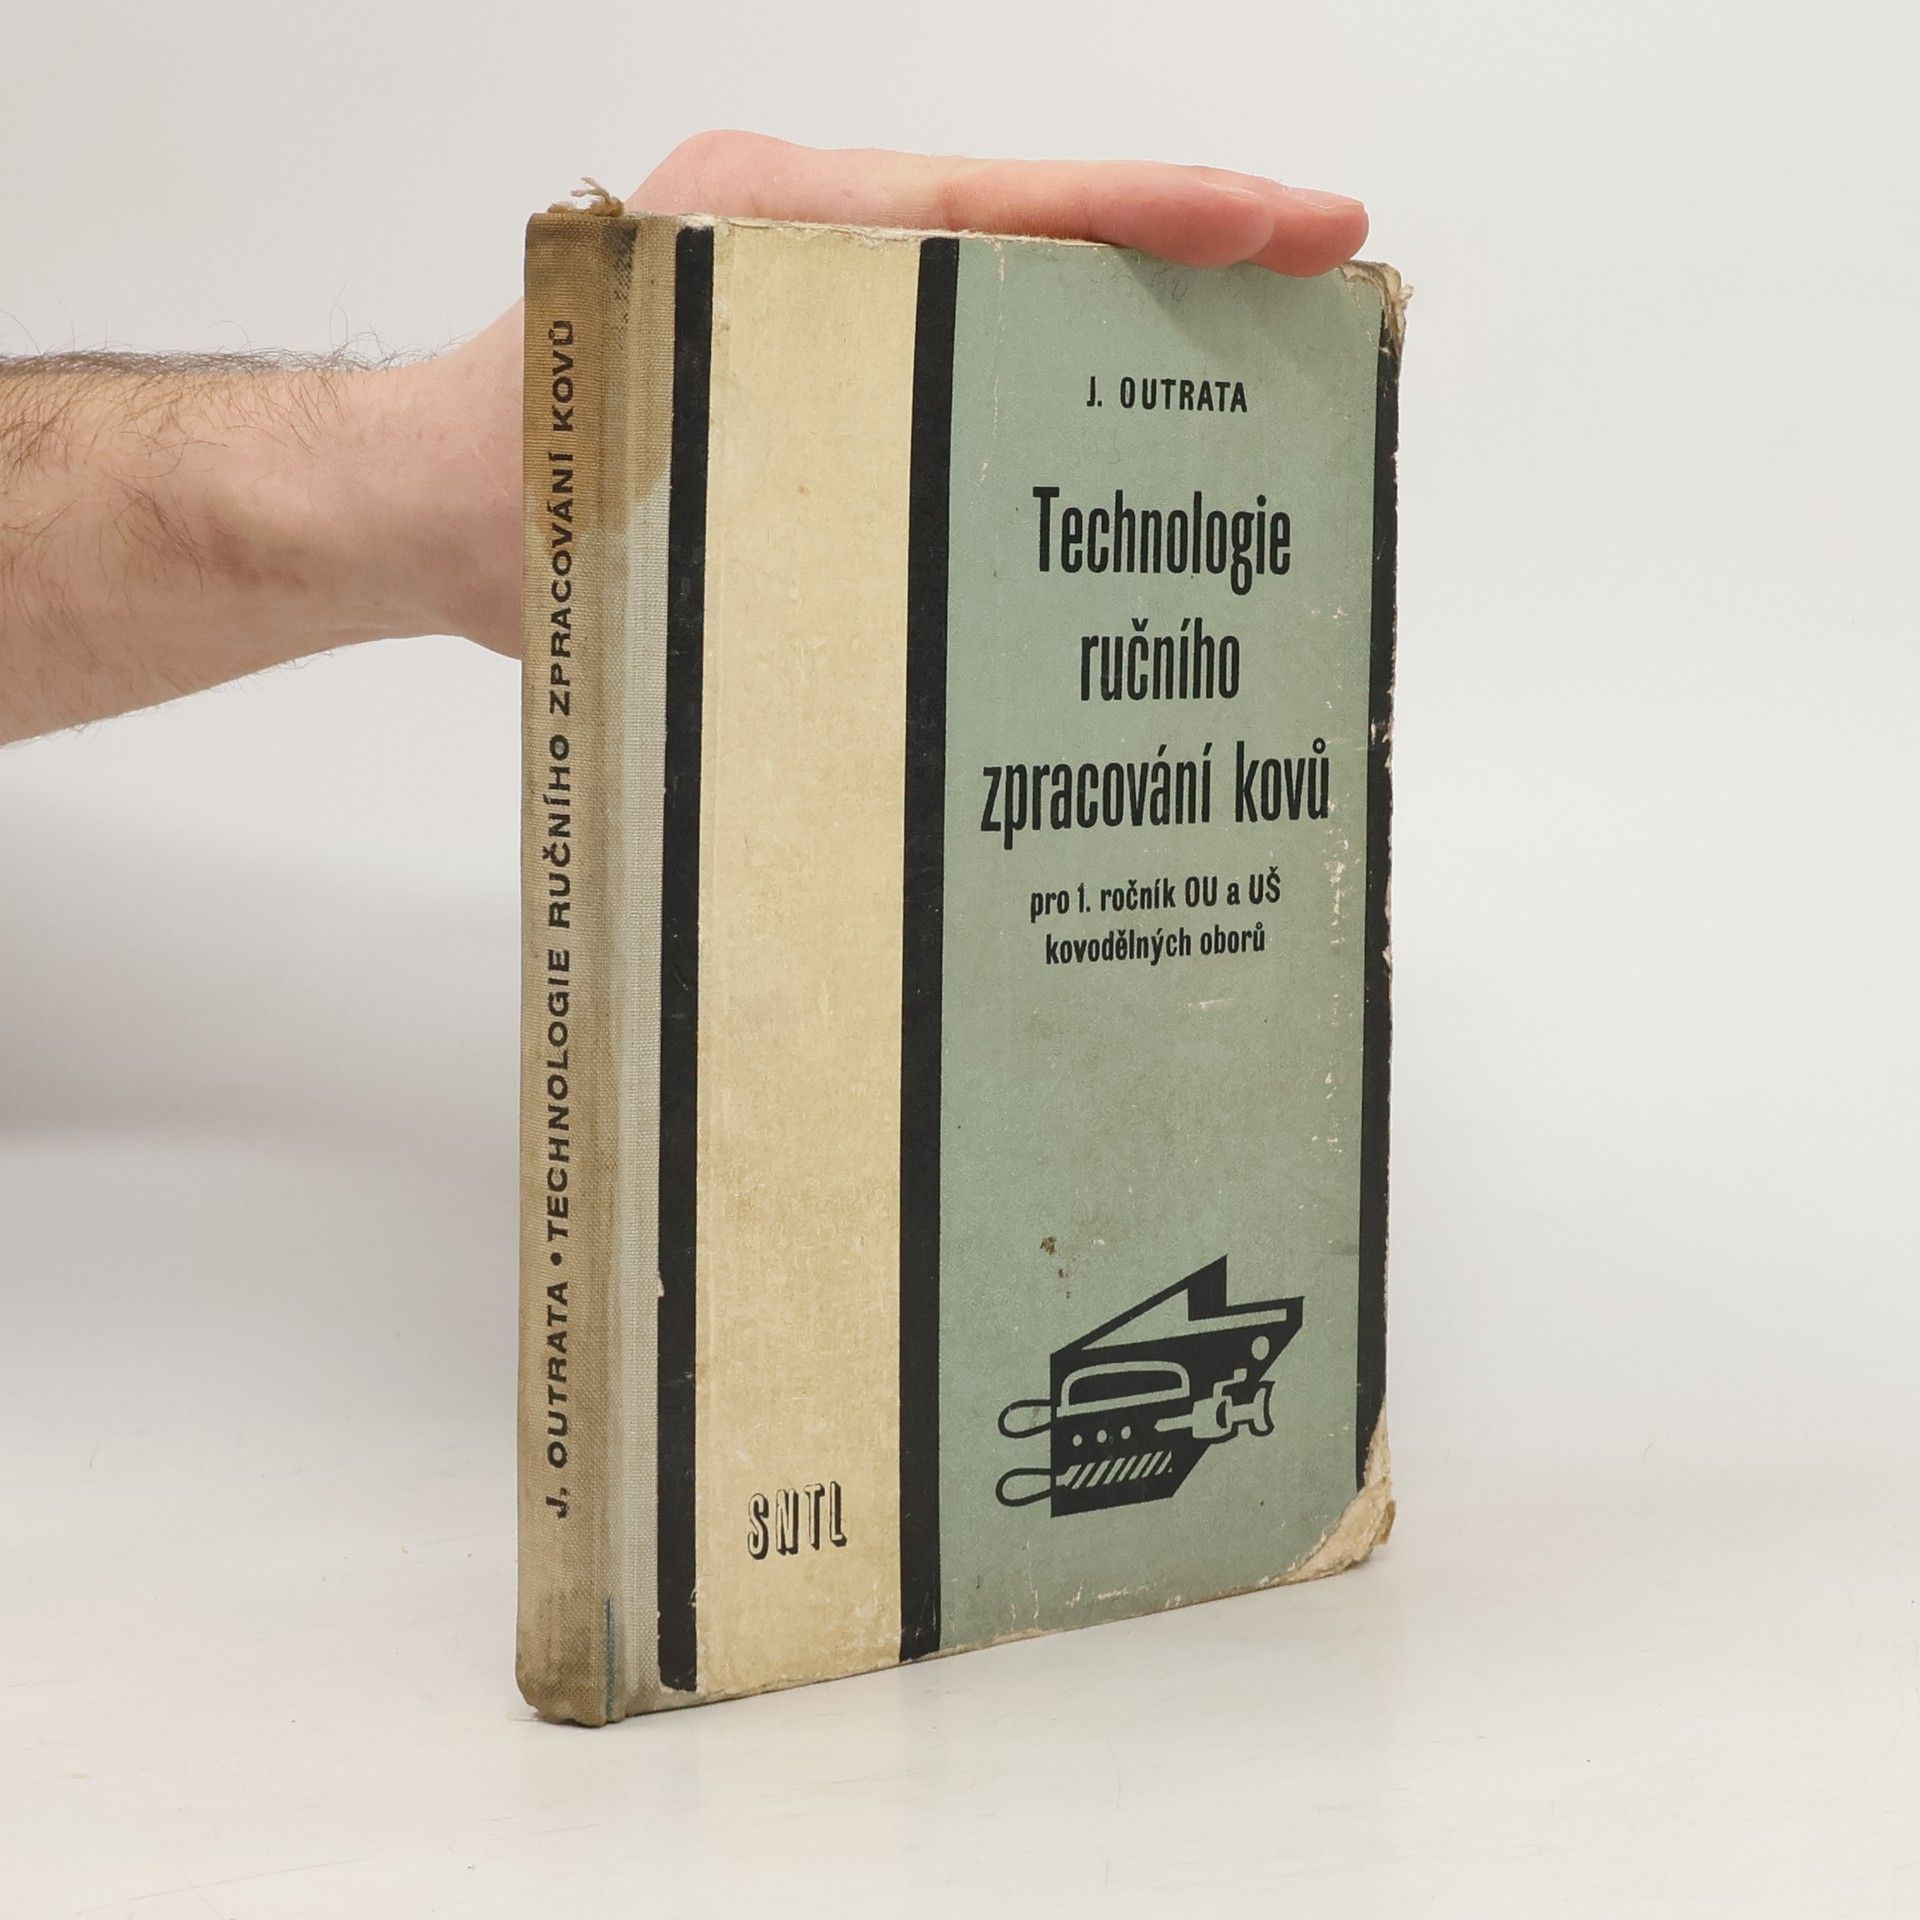 J. OUTRATA • TECHNOLOGIE RUČNÍHO ZPRACOVÁNÍ KOVŮ
J. OUTRATA
Technologie
ručního
zpracování kovů
pro 1. ročník OU a UŠ
kovodělných oborů
SNTL